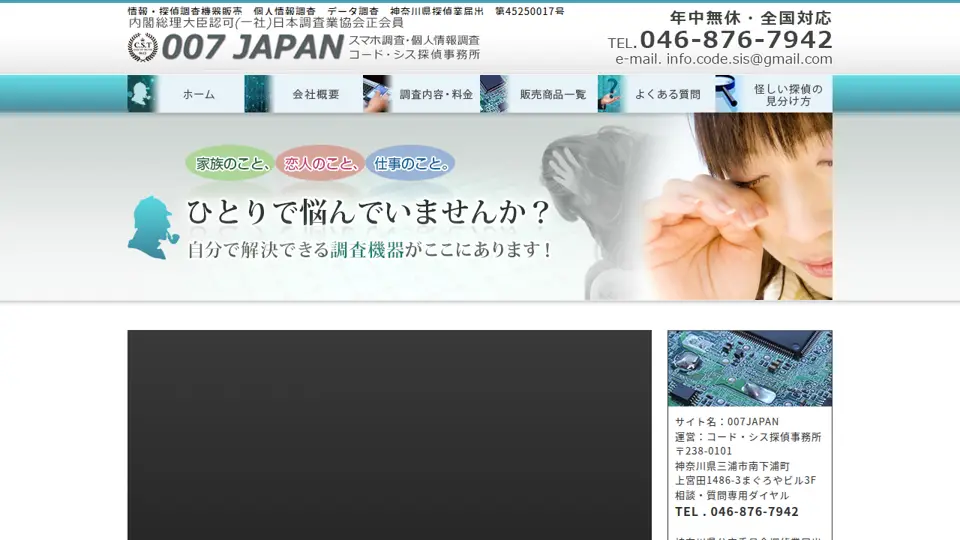 情報・探偵調査機器販売 個人情報調査 データ調査 神奈川県探偵業届出 第45250017号
内閣総理大臣認可(一社)日本調査業協会正会員
C.S.T 007 JAPAN スマホ調査・個人情報調査
コード・シス探偵事務所
年中無休・全国対応
TEL.046-876-7942
e-mail. info.code.sis@gmail.com
ホーム 会社概要 調査内容・料金 販売商品一覧 よくある質問 怪しい探偵の
見分け方
家族のこと、恋人のこと、仕事のこと。
ひとりで悩んでいませんか？
自分で解決できる調査機器がここにあります！
サイト名：007JAPAN
運営：コード・シス探偵事務所
〒238-0101
神奈川県三浦市南下浦町
上宮田1486-3まぐろやビル3F
相談・質問専用ダイヤル
TEL . 046-876-7942